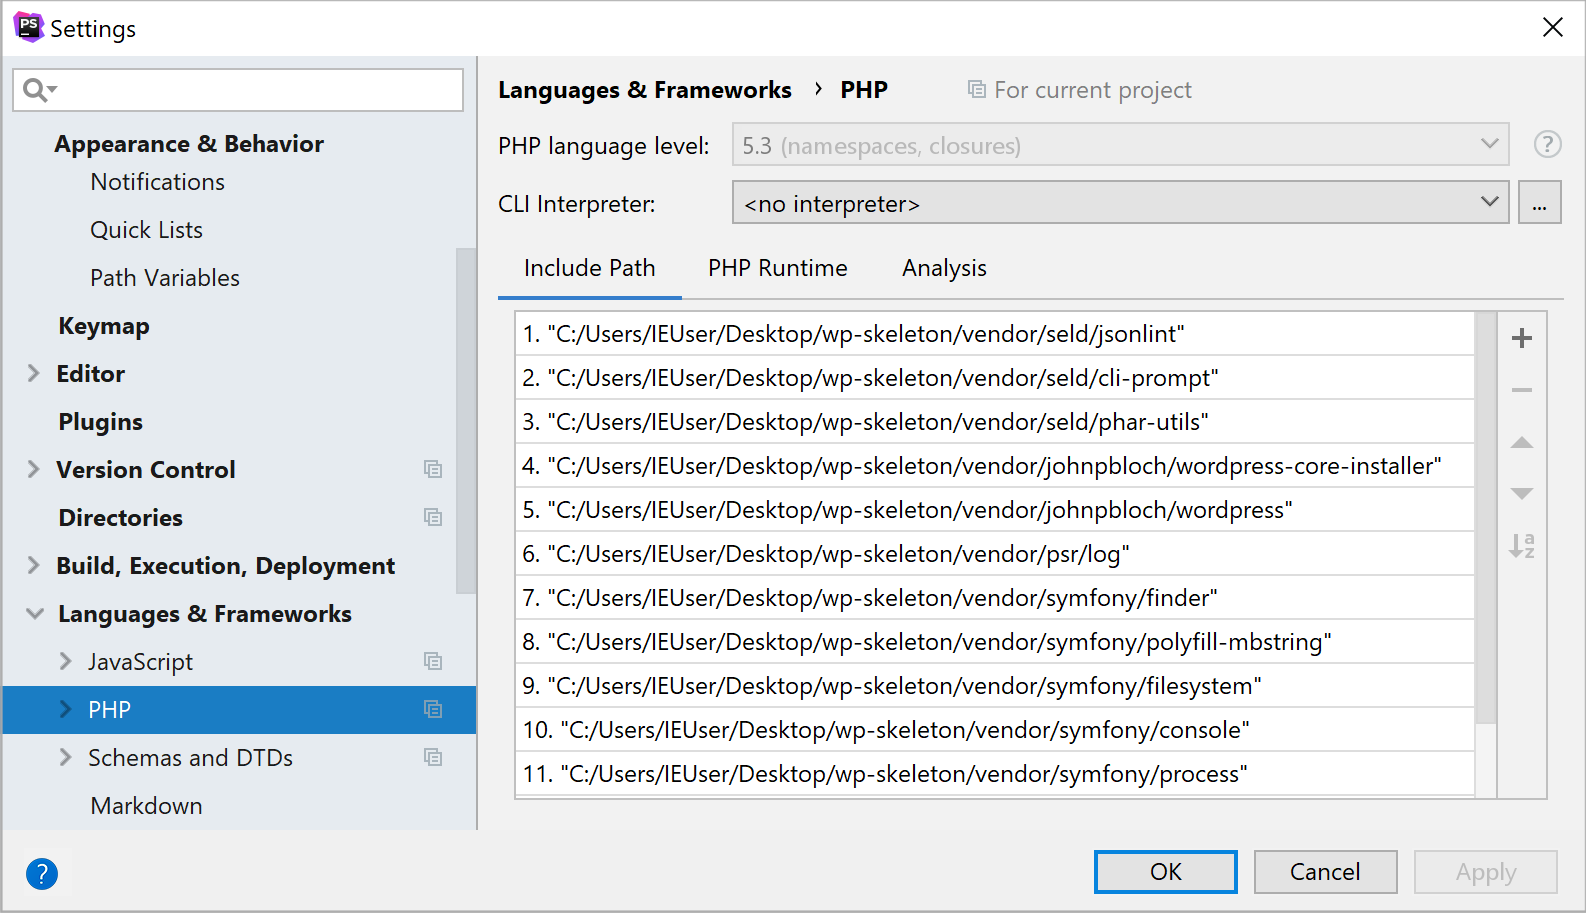 PS Settings
Appearance & Behavior
Notifications
Quick Lists
Path Variables
Keymap
Editor
Plugins
Version Control
Directories
Build, Execution, Deployment
Languages & Frameworks
JavaScript
PHP
Schemas and DTDs
Markdown
?
Languages & Frameworks › PHP For current project
PHP language level: 5.3 (namespaces, closures) ?
CLI Interpreter: <no interpreter> ...
Include Path PHP Runtime Analysis
1. "C:/Users/IEUser/Desktop/wp-skeleton/vendor/seld/jsonlint"
2. "C:/Users/IEUser/Desktop/wp-skeleton/vendor/seld/cli-prompt"
3. "C:/Users/IEUser/Desktop/wp-skeleton/vendor/seld/phar-utils"
4. "C:/Users/IEUser/Desktop/wp-skeleton/vendor/johnpbloch/wordpress-core-installer"
5. "C:/Users/IEUser/Desktop/wp-skeleton/vendor/johnpbloch/wordpress"
6. "C:/Users/IEUser/Desktop/wp-skeleton/vendor/psr/log"
7. "C:/Users/IEUser/Desktop/wp-skeleton/vendor/symfony/finder"
8. "C:/Users/IEUser/Desktop/wp-skeleton/vendor/symfony/polyfill-mbstring"
9. "C:/Users/IEUser/Desktop/wp-skeleton/vendor/symfony/filesystem"
10. "C:/Users/IEUser/Desktop/wp-skeleton/vendor/symfony/console"
11. "C:/Users/IEUser/Desktop/wp-skeleton/vendor/symfony/process"
a
z
OK Cancel Apply